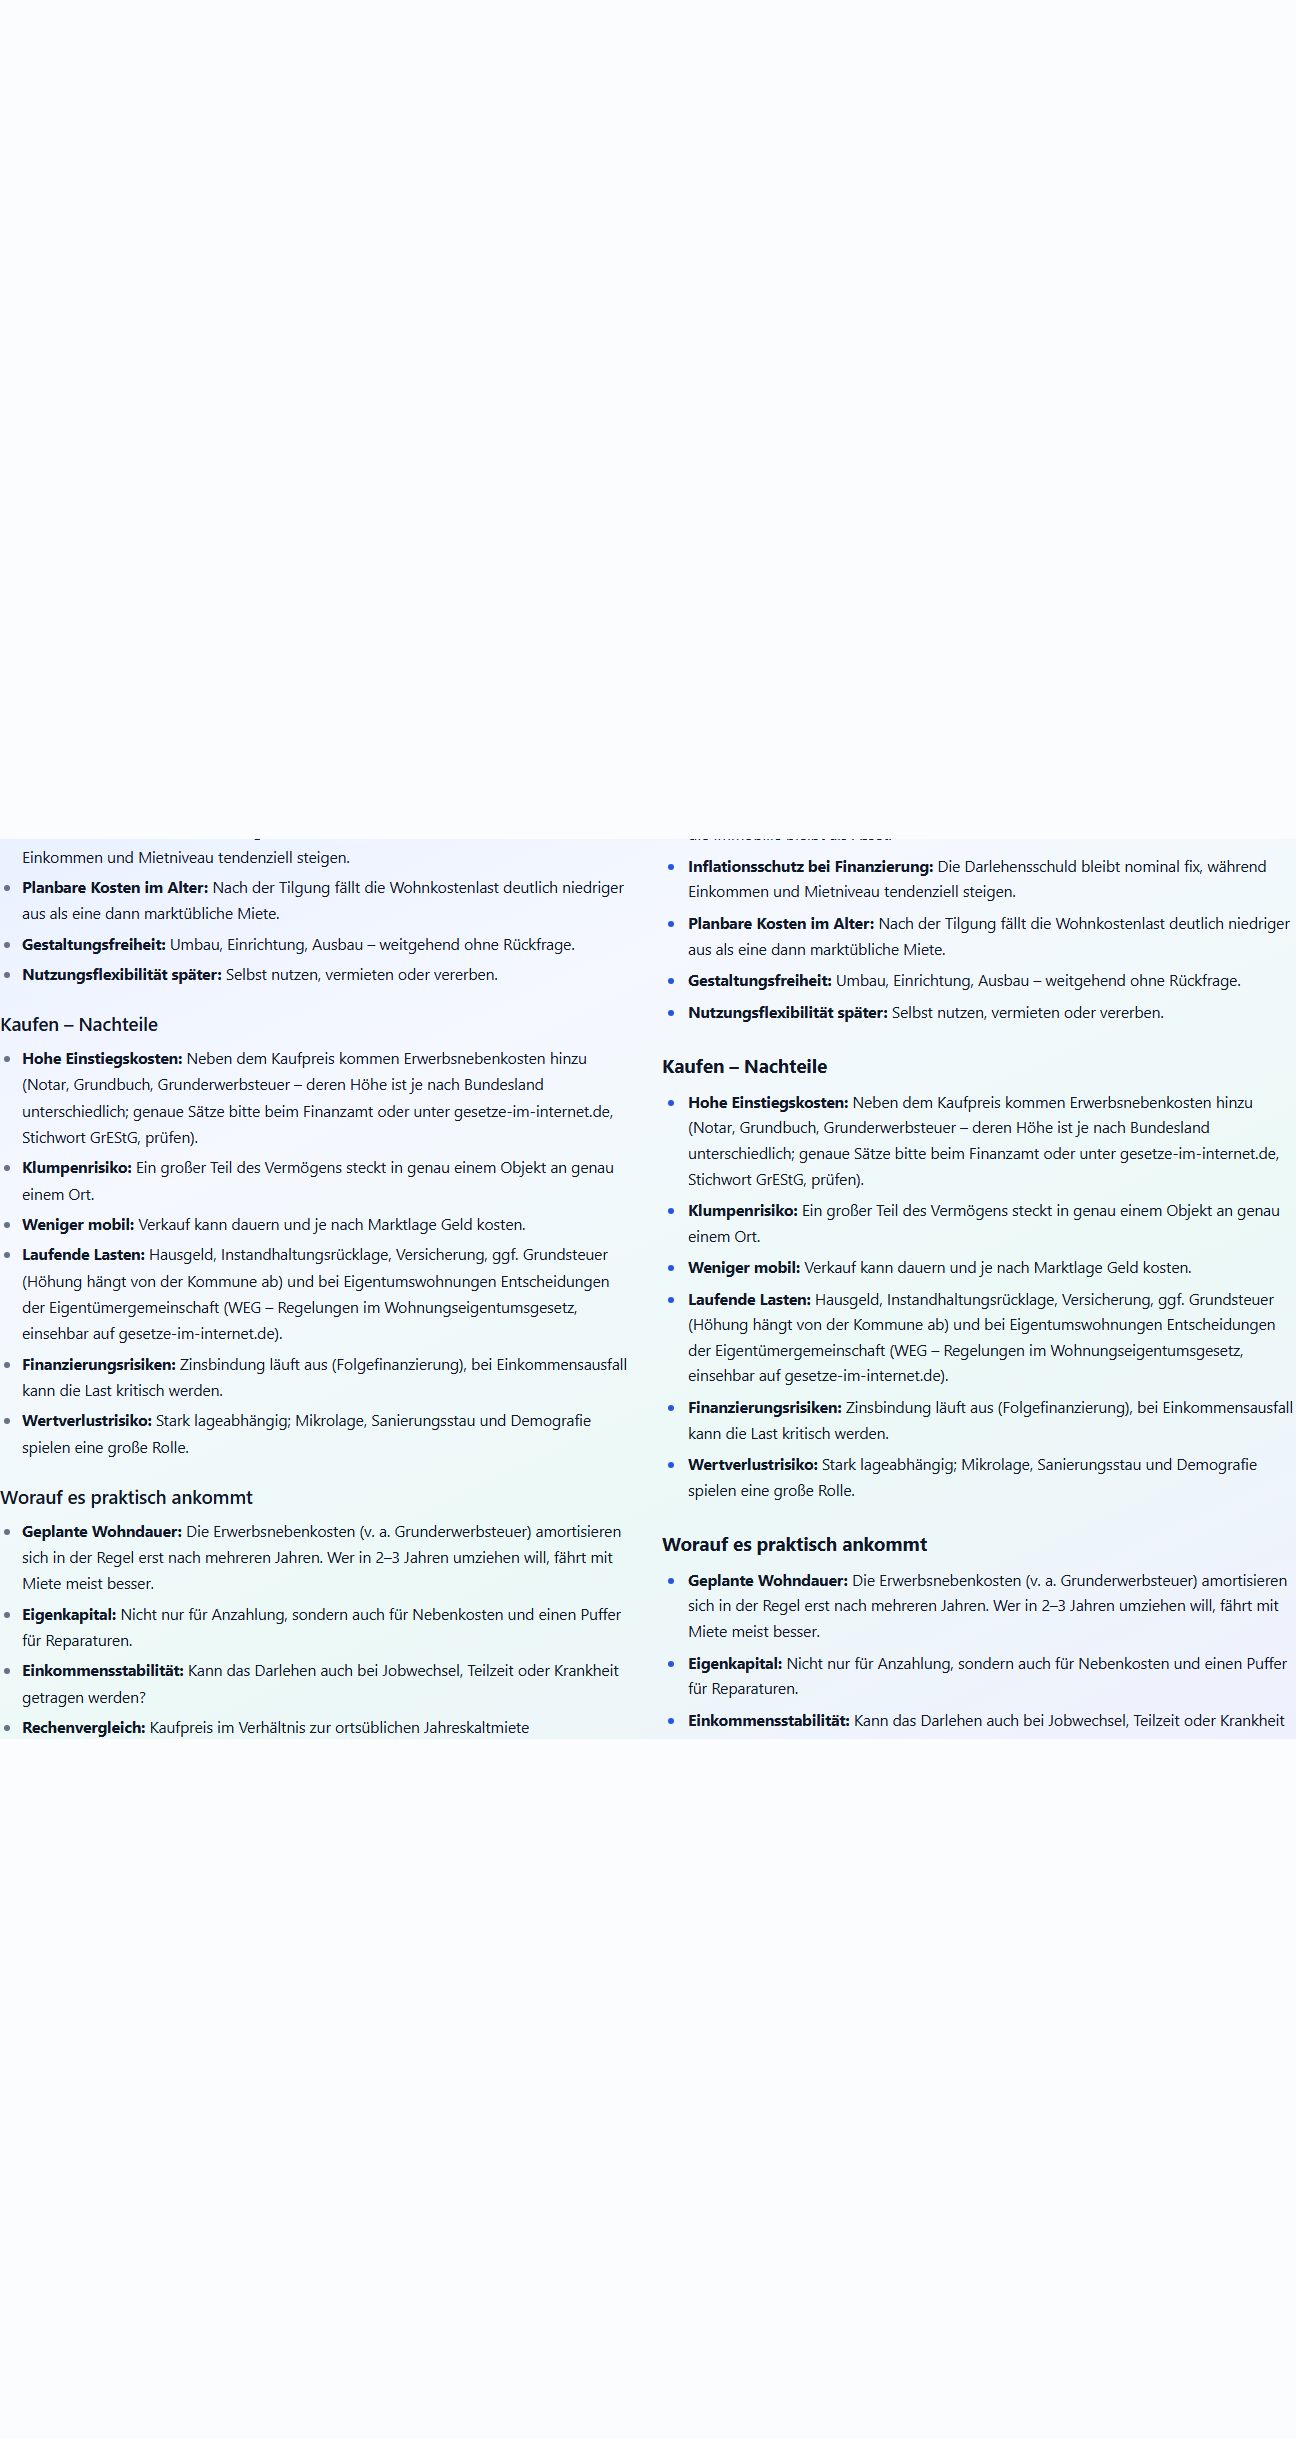 Einkommen und Mietniveau tendenziell steigen.
Planbare Kosten im Alter: Nach der Tilgung fällt die Wohnkostenlast deutlich niedriger
aus als eine dann marktübliche Miete.
Gestaltungsfreiheit: Umbau, Einrichtung, Ausbau – weitgehend ohne Rückfrage.
Nutzungsflexibilität später: Selbst nutzen, vermieten oder vererben.
Kaufen – Nachteile
Hohe Einstiegskosten: Neben dem Kaufpreis kommen Erwerbsnebenkosten hinzu
(Notar, Grundbuch, Grunderwerbsteuer – deren Höhe ist je nach Bundesland
unterschiedlich; genaue Sätze bitte beim Finanzamt oder unter gesetze-im-internet.de,
Stichwort GrEStG, prüfen).
Klumpenrisiko: Ein großer Teil des Vermögens steckt in genau einem Objekt an genau
einem Ort.
Weniger mobil: Verkauf kann dauern und je nach Marktlage Geld kosten.
Laufende Lasten: Hausgeld, Instandhaltungsrücklage, Versicherung, ggf. Grundsteuer
(Höhung hängt von der Kommune ab) und bei Eigentumswohnungen Entscheidungen
der Eigentümergemeinschaft (WEG – Regelungen im Wohnungseigentumsgesetz,
einsehbar auf gesetze-im-internet.de).
Finanzierungsrisiken: Zinsbindung läuft aus (Folgefinanzierung), bei Einkommensausfall
kann die Last kritisch werden.
Wertverlustrisiko: Stark lageabhängig; Mikrolage, Sanierungsstau und Demografie
spielen eine große Rolle.
Worauf es praktisch ankommt
Geplante Wohndauer: Die Erwerbsnebenkosten (v. a. Grunderwerbsteuer) amortisieren
sich in der Regel erst nach mehreren Jahren. Wer in 2–3 Jahren umziehen will, fährt mit
Miete meist besser.
Eigenkapital: Nicht nur für Anzahlung, sondern auch für Nebenkosten und einen Puffer
für Reparaturen.
Einkommensstabilität: Kann das Darlehen auch bei Jobwechsel, Teilzeit oder Krankheit
getragen werden?
Rechenvergleich: Kaufpreis im Verhältnis zur ortsüblichen Jahreskaltmiete
Inflationsschutz bei Finanzierung: Die Darlehensschuld bleibt nominal fix, während
Einkommen und Mietniveau tendenziell steigen.
Planbare Kosten im Alter: Nach der Tilgung fällt die Wohnkostenlast deutlich niedriger
aus als eine dann marktübliche Miete.
Gestaltungsfreiheit: Umbau, Einrichtung, Ausbau – weitgehend ohne Rückfrage.
Nutzungsflexibilität später: Selbst nutzen, vermieten oder vererben.
Kaufen – Nachteile
Hohe Einstiegskosten: Neben dem Kaufpreis kommen Erwerbsnebenkosten hinzu
(Notar, Grundbuch, Grunderwerbsteuer – deren Höhe ist je nach Bundesland
unterschiedlich; genaue Sätze bitte beim Finanzamt oder unter gesetze-im-internet.de,
Stichwort GrEStG, prüfen).
Klumpenrisiko: Ein großer Teil des Vermögens steckt in genau einem Objekt an genau
einem Ort.
Weniger mobil: Verkauf kann dauern und je nach Marktlage Geld kosten.
Laufende Lasten: Hausgeld, Instandhaltungsrücklage, Versicherung, ggf. Grundsteuer
(Höhung hängt von der Kommune ab) und bei Eigentumswohnungen Entscheidungen
der Eigentümergemeinschaft (WEG – Regelungen im Wohnungseigentumsgesetz,
einsehbar auf gesetze-im-internet.de).
Finanzierungsrisiken: Zinsbindung läuft aus (Folgefinanzierung), bei Einkommensausfall
kann die Last kritisch werden.
Wertverlustrisiko: Stark lageabhängig; Mikrolage, Sanierungsstau und Demografie
spielen eine große Rolle.
Worauf es praktisch ankommt
Geplante Wohndauer: Die Erwerbsnebenkosten (v. a. Grunderwerbsteuer) amortisieren
sich in der Regel erst nach mehreren Jahren. Wer in 2–3 Jahren umziehen will, fährt mit
Miete meist besser.
Eigenkapital: Nicht nur für Anzahlung, sondern auch für Nebenkosten und einen Puffer
für Reparaturen.
Einkommensstabilität: Kann das Darlehen auch bei Jobwechsel, Teilzeit oder Krankheit